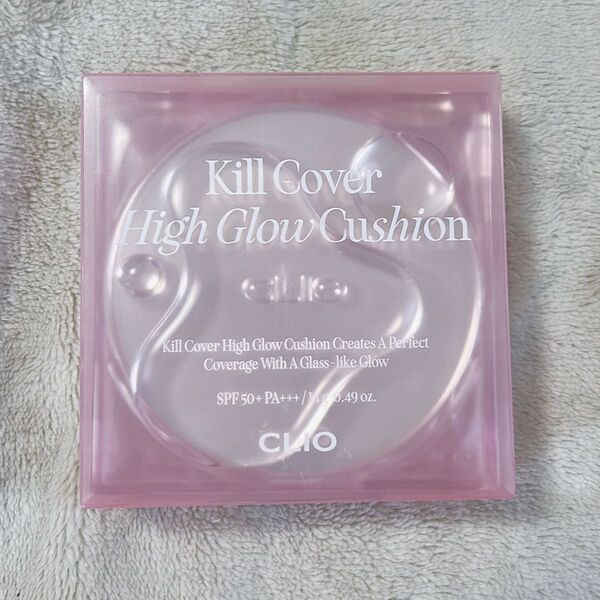 Kill Cover
High Glow Cushion
CLIO
Kill Cover High Glow Cushion Creates A Perfect
Coverage With A Glass-like Glow
SPF 50+ PA+++ / 14 g, 0.49 oz.
CLIO